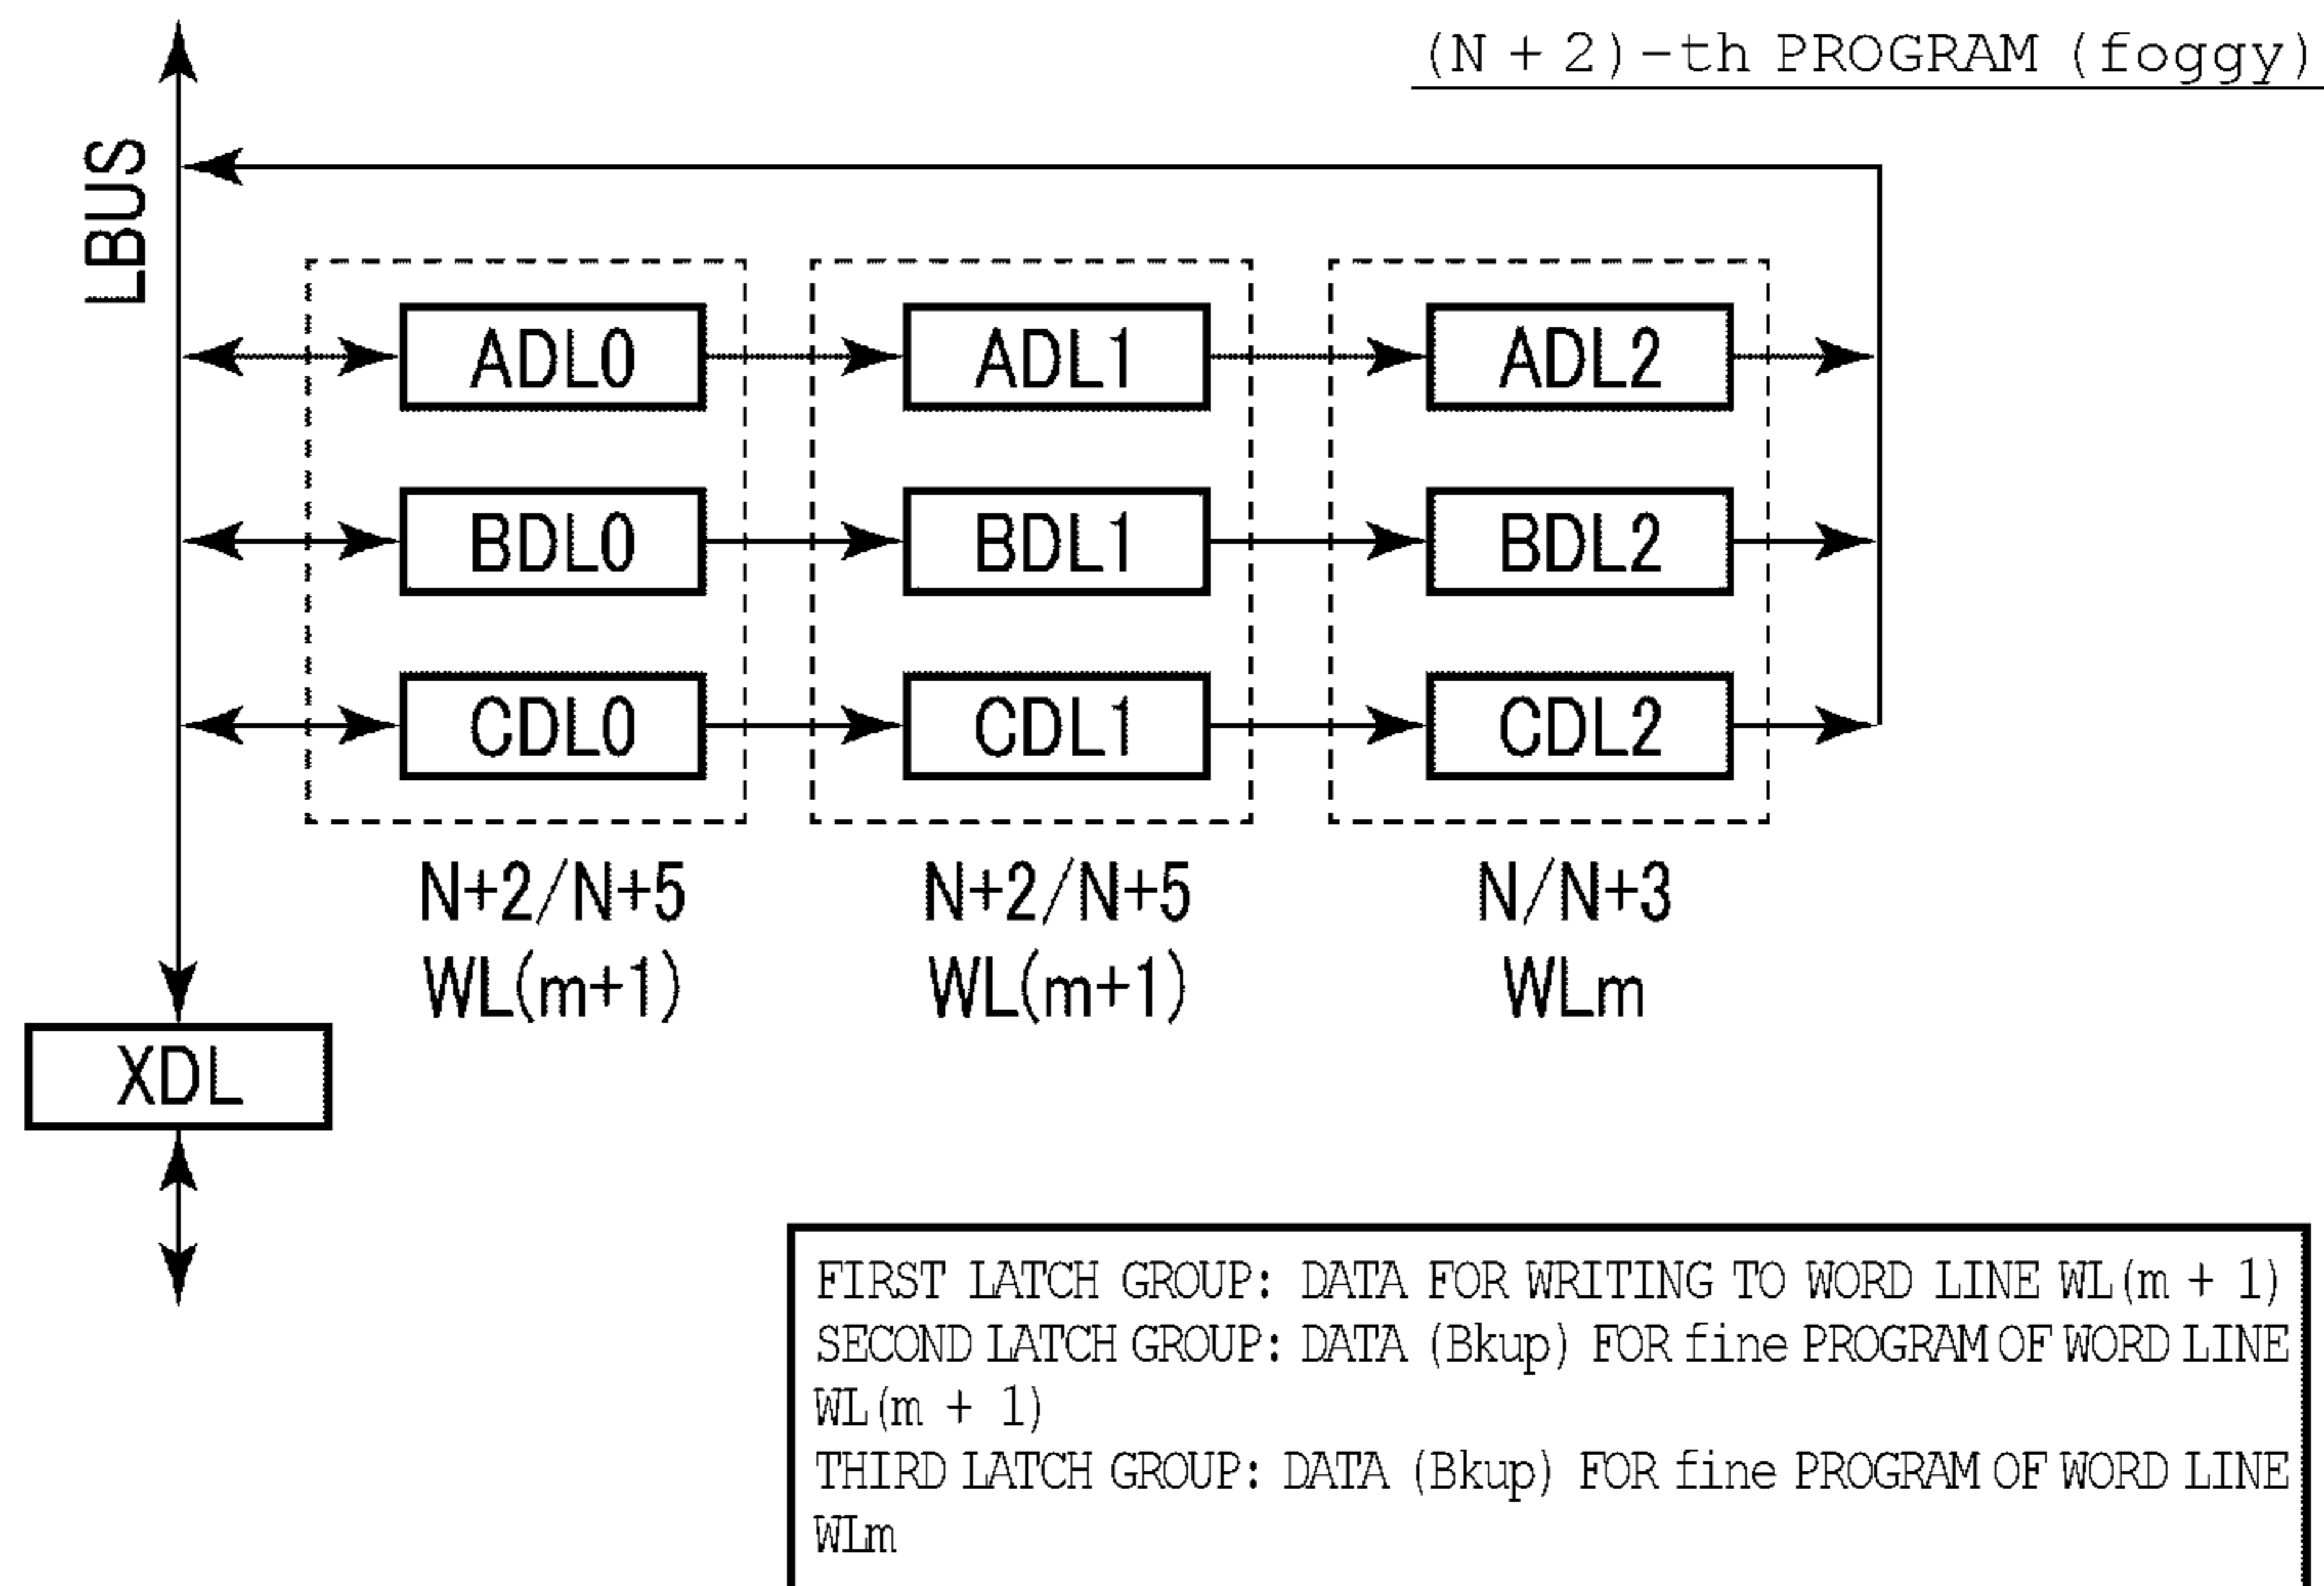 (N + 2)-th PROGRAM (foggy)
LBUS
ADL0 ADL1 ADL2
BDL0 BDL1 BDL2
CDL0 CDL1 CDL2
N+2/N+5 N+2/N+5 N/N+3
WL(m+1) WL(m+1) WLm
XDL
FIRST LATCH GROUP: DATA FOR WRITING TO WORD LINE WL(m + 1)
SECOND LATCH GROUP: DATA (Bkup) FOR fine PROGRAM OF WORD LINE
WL(m + 1)
THIRD LATCH GROUP: DATA (Bkup) FOR fine PROGRAM OF WORD LINE
WLm